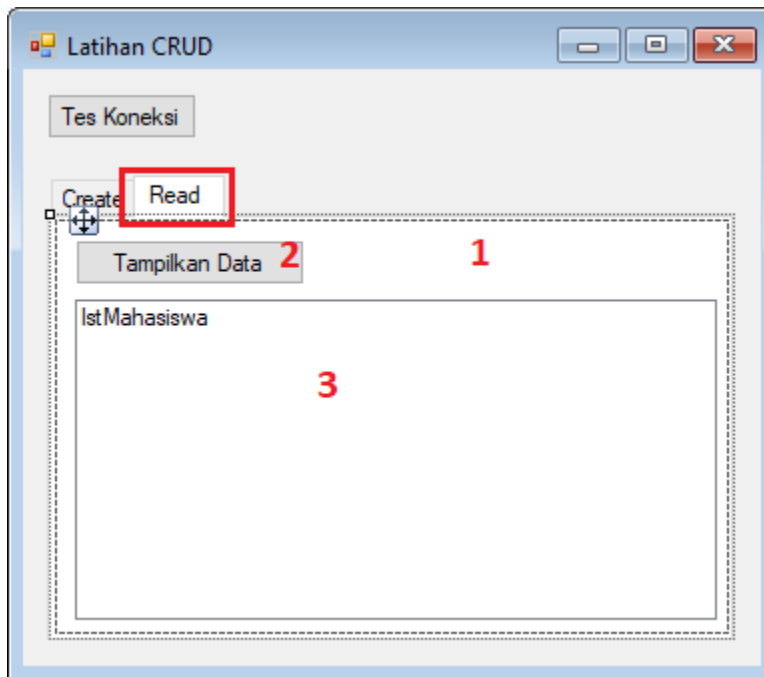 Latihan CRUD
Tes Koneksi
Create Read
Tampilkan Data 2 1
lstMahasiswa
3